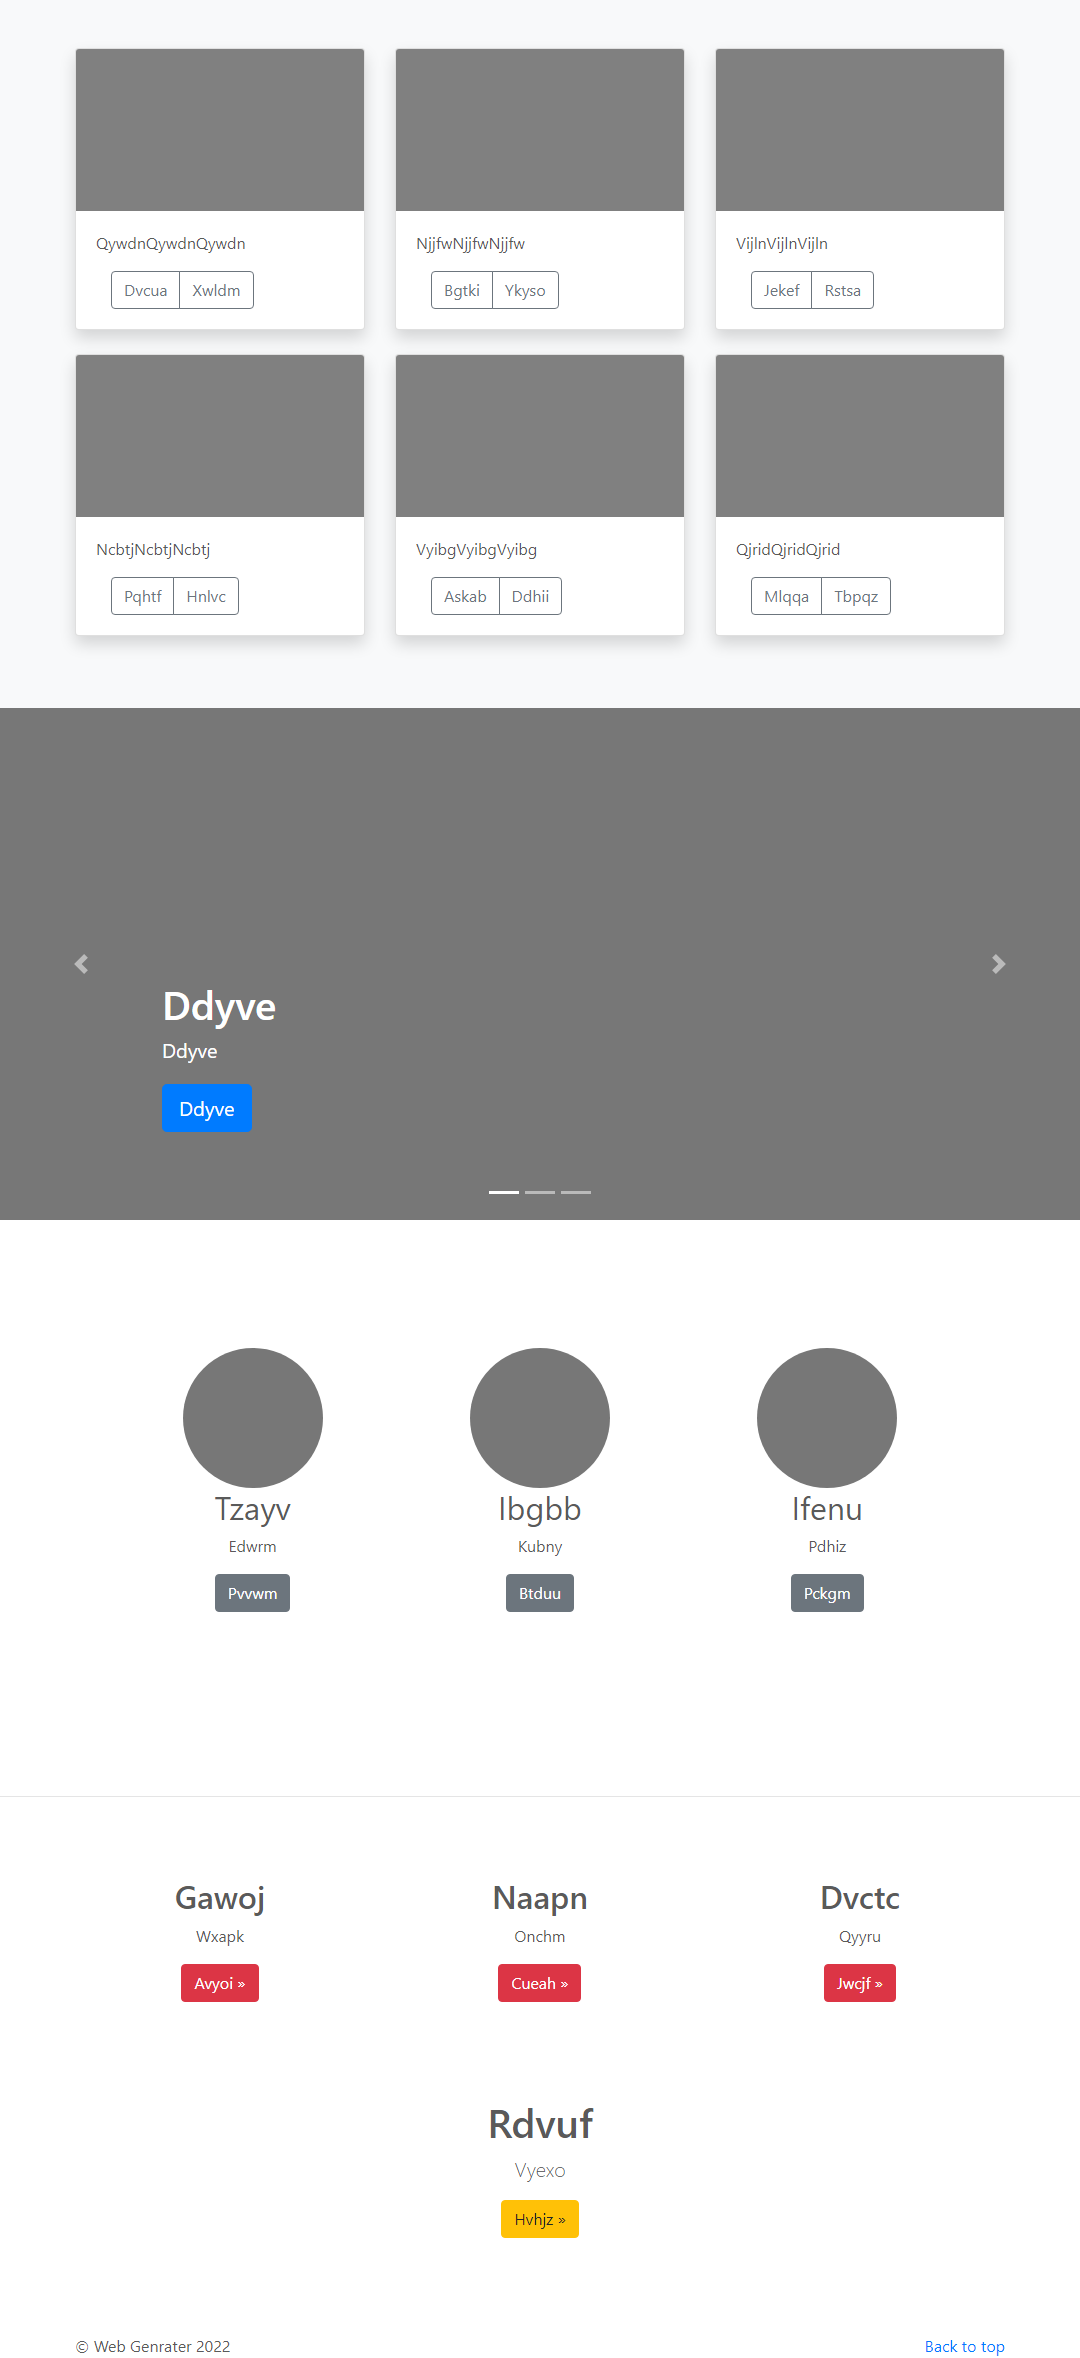 QywdnQywdnQywdn NjjfwNjjfwNjjfw VijlnVijlnVijln
Dvcua Xwldm Bgtki Ykyso Jekef Rstsa
NcbtjNcbtjNcbtj VyibgVyibgVyibg QjridQjridQjrid
Pqhtf Hnlvc Askab Ddhii Mlqqa Tbpqz
Ddyve
Ddyve
Ddyve
Tzayv Ibgbb Ifenu
Edwrm Kubny Pdhiz
Pvvwm Btduu Pckgm
Gawoj Naapn Dvctc
Wxapk Onchm Qyyru
Avyoi » Cueah » Jwcjf »
Rdvuf
Vyexo
Hvhjz »
© Web Genrater 2022 Back to top